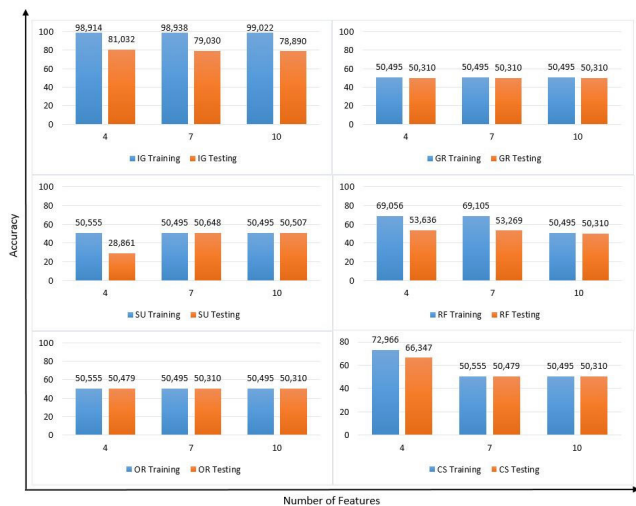 Accuracy
98,914 98,938 99,022
81,032 79,030 78,890
100
80
60
40
20
0
4 7 10
IG Training IG Testing
100
80
60
40
20
0
50,495 50,310 50,495 50,310 50,495 50,310
4 7 10
GR Training GR Testing
100
80
60
40
20
0
50,555 28,861 50,495 50,648 50,495 50,507
4 7 10
SU Training SU Testing
100
80
60
40
20
0
69,056 53,636 69,105 53,269 50,495 50,310
4 7 10
RF Training RF Testing
100
80
60
40
20
0
50,555 50,479 50,495 50,310 50,495 50,310
4 7 10
OR Training OR Testing
80
60
40
20
0
72,966 66,347 50,555 50,479 50,495 50,310
4 7 10
CS Training CS Testing
Number of Features